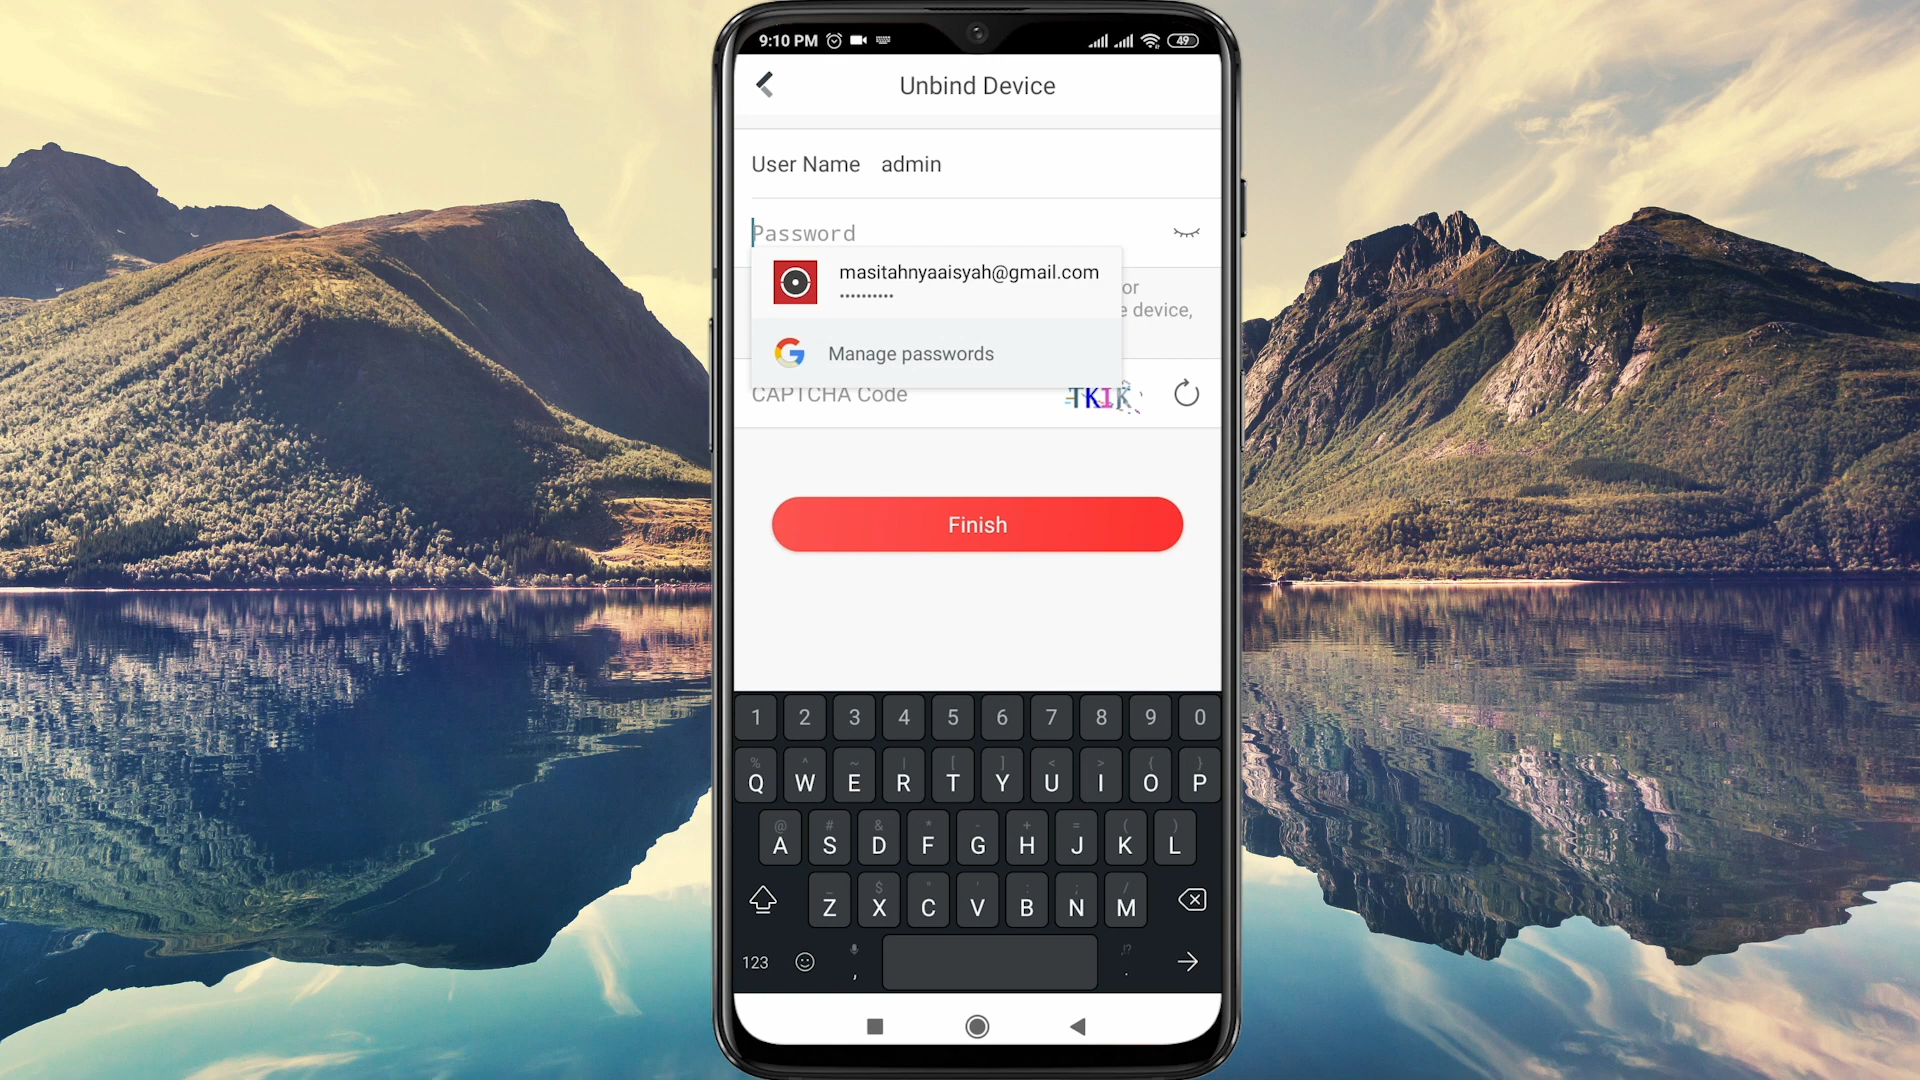 9:10 PM
49
Unbind Device
User Name admin
Password
masitahnyaaisyah@gmail.com
••••••••••
or
e device,
Manage passwords
CAPTCHA Code
TKIK
Finish
1 2 3 4 5 6 7 8 9 0
% ^ ~ | [ ] < > { }
Q W E R T Y U I O P
@ # & * - + = ( )
A S D F G H J K L
_ $ " ' : ; /
Z X C V B N M
,!?
123 , .